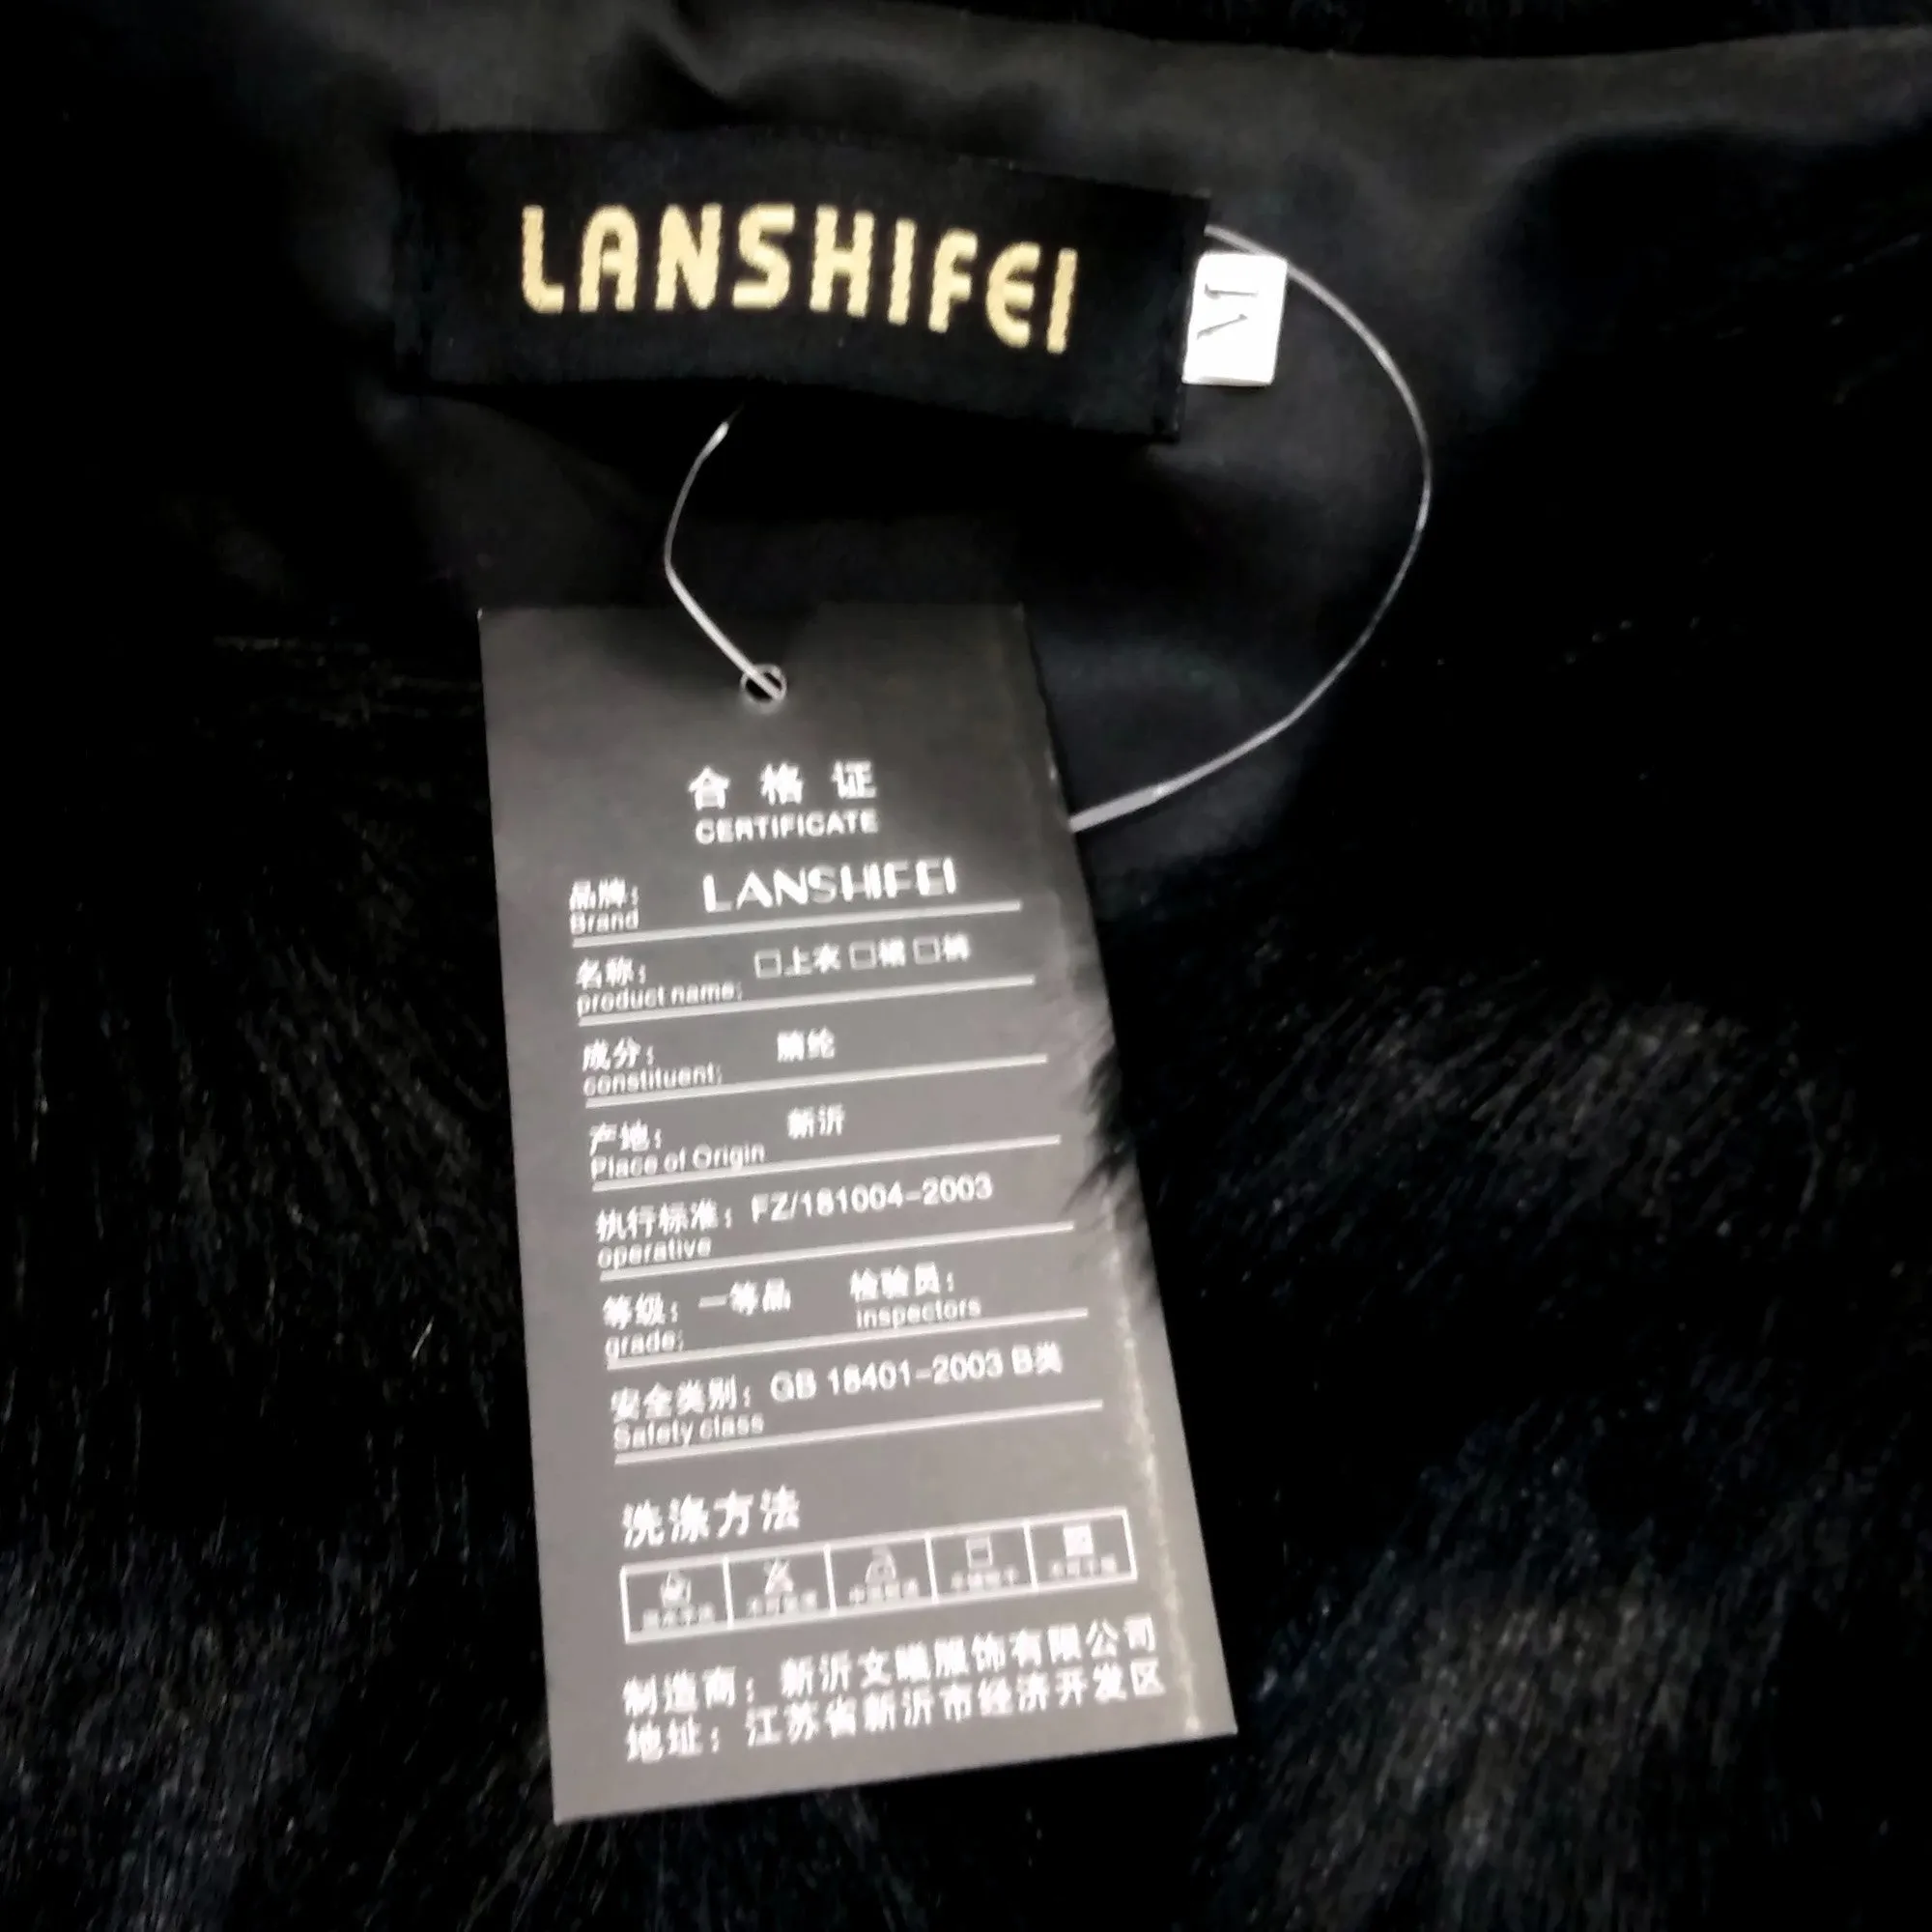 LANSHIFEI
M
合格证
CERTIFICATE
品牌: LANSHIFEI
Brand
名称: □上衣 □裙 □裤
product name:
成分: 腈纶
constituent:
产地: 新沂
Place of Origin
执行标准: FZ/181004-2003
operative
等级: 一等品 检验员:
grade: inspectors
安全类别: GB 18401-2003 B类
Safety class
洗涤方法
制造商: 新沂文曦服饰有限公司
地址: 江苏省新沂市经济开发区